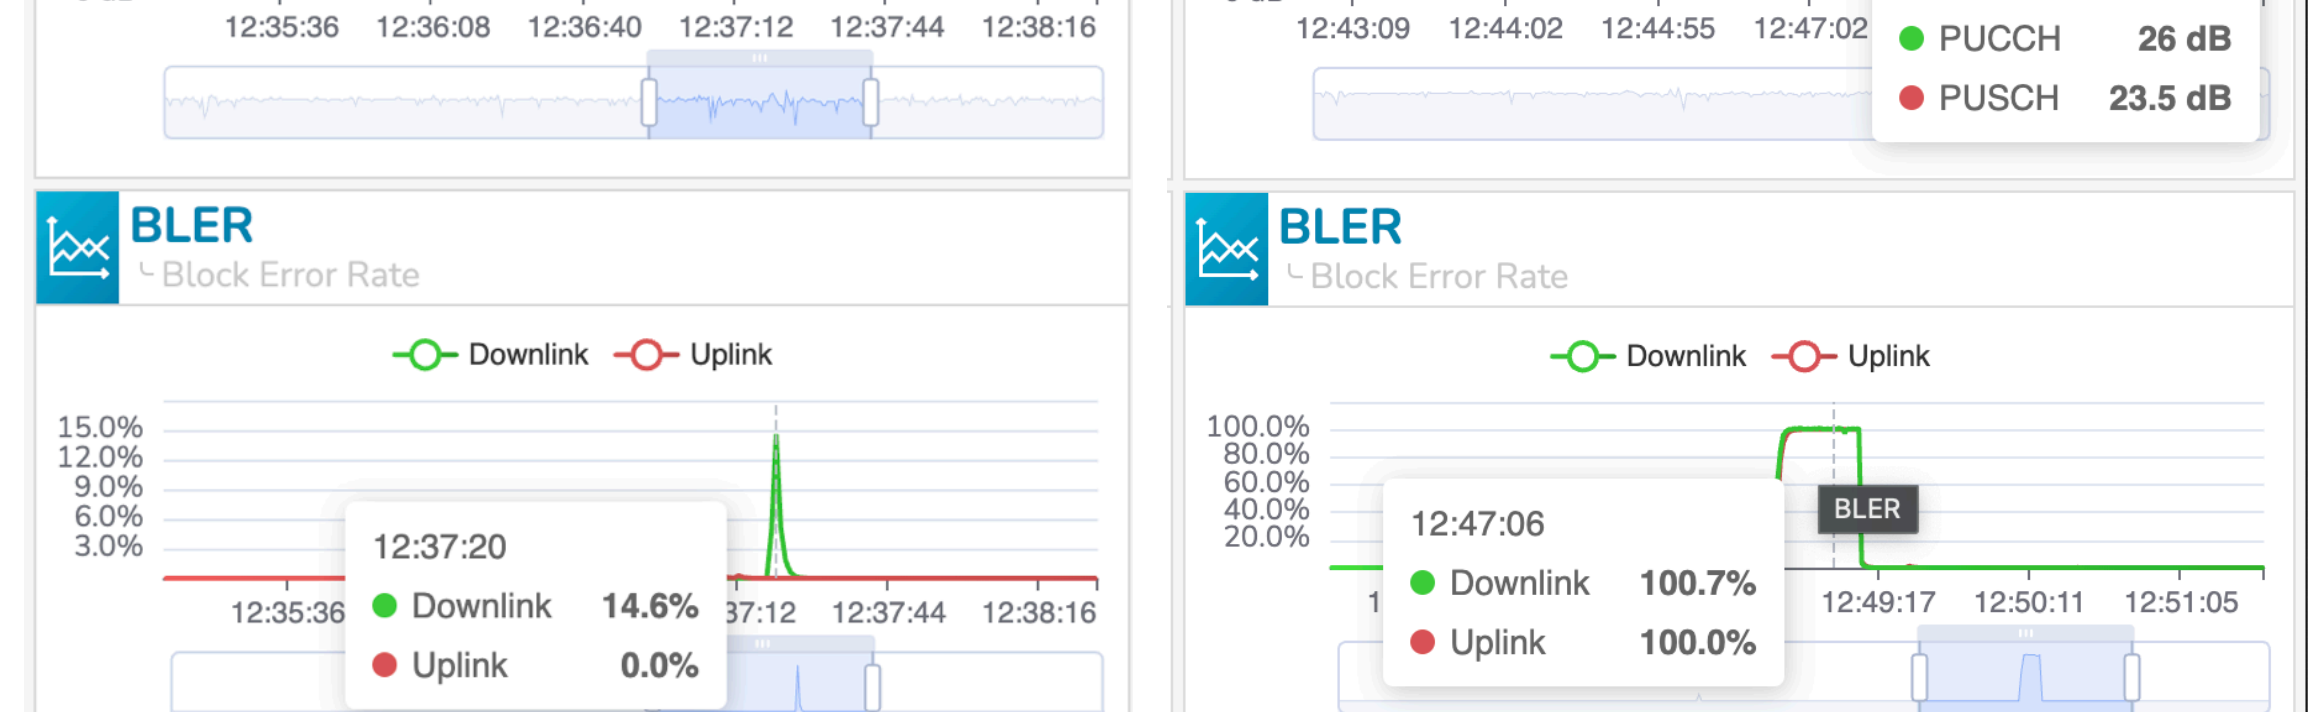 12:35:36 12:36:08 12:36:40 12:37:12 12:37:44 12:38:16
BLER
Block Error Rate
Downlink Uplink
15.0%
12.0%
9.0%
6.0%
3.0%
12:37:20
Downlink 14.6%
Uplink 0.0%
12:35:36 37:12 12:37:44 12:38:16
12:43:09 12:44:02 12:44:55 12:47:02
PUCCH 26 dB
PUSCH 23.5 dB
BLER
Block Error Rate
Downlink Uplink
100.0%
80.0%
60.0%
40.0%
20.0%
BLER
12:47:06
Downlink 100.7%
Uplink 100.0%
1 12:49:17 12:50:11 12:51:05